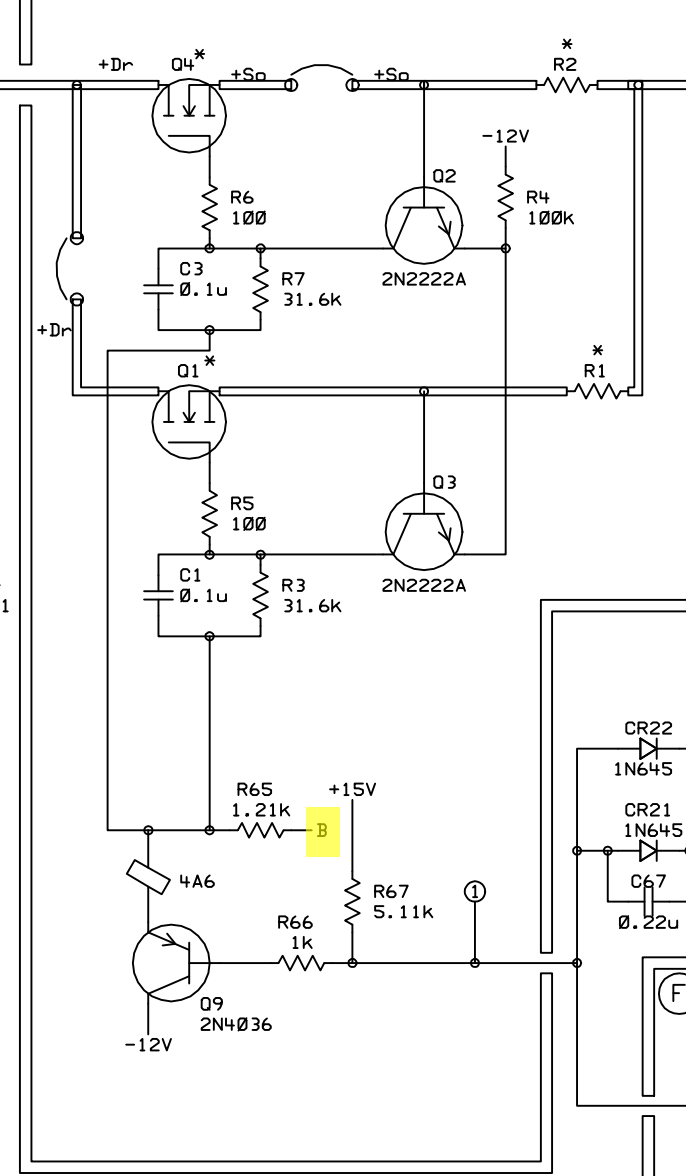 +Dr
Q4*
+So
+So
*
R2
-12V
Q2
R6
100
R4
100k
C3
0.1u
R7
31.6k
2N2222A
+Dr
Q1*
*
R1
R5
100
Q3
C1
0.1u
R3
31.6k
2N2222A
1
CR22
1N645
R65
1.21k
+15V
B
CR21
1N645
4A6
R67
5.11k
1
C67
0.22u
R66
1k
F
Q9
2N4036
-12V